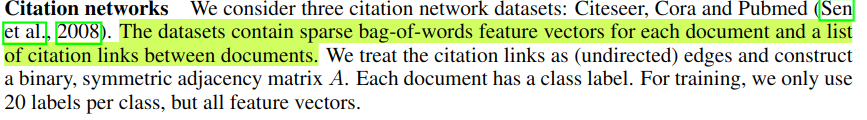 Citation networks We consider three citation network datasets: Citeseer, Cora and Pubmed (Sen
et al., 2008). The datasets contain sparse bag-of-words feature vectors for each document and a list
of citation links between documents. We treat the citation links as (undirected) edges and construct
a binary, symmetric adjacency matrix A. Each document has a class label. For training, we only use
20 labels per class, but all feature vectors.